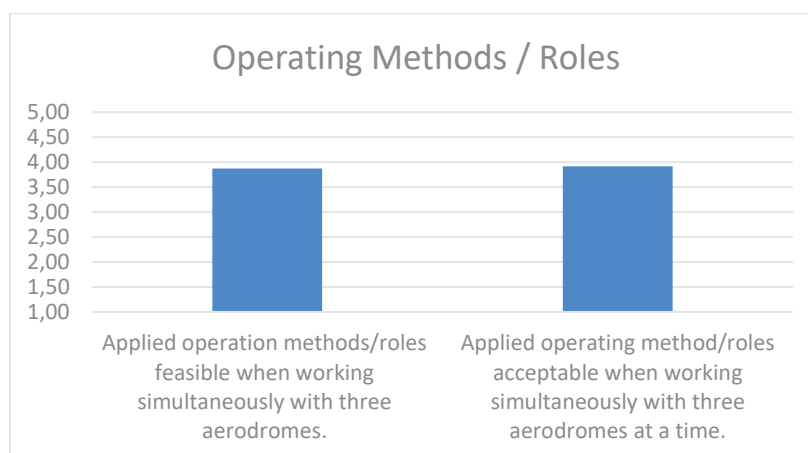 Operating Methods / Roles
5,00
4,50
4,00
3,50
3,00
2,50
2,00
1,50
1,00
Applied operation methods/roles
feasible when working
simultaneously with three
aerodromes.
Applied operating method/roles
acceptable when working
simultaneously with three
aerodromes at a time.